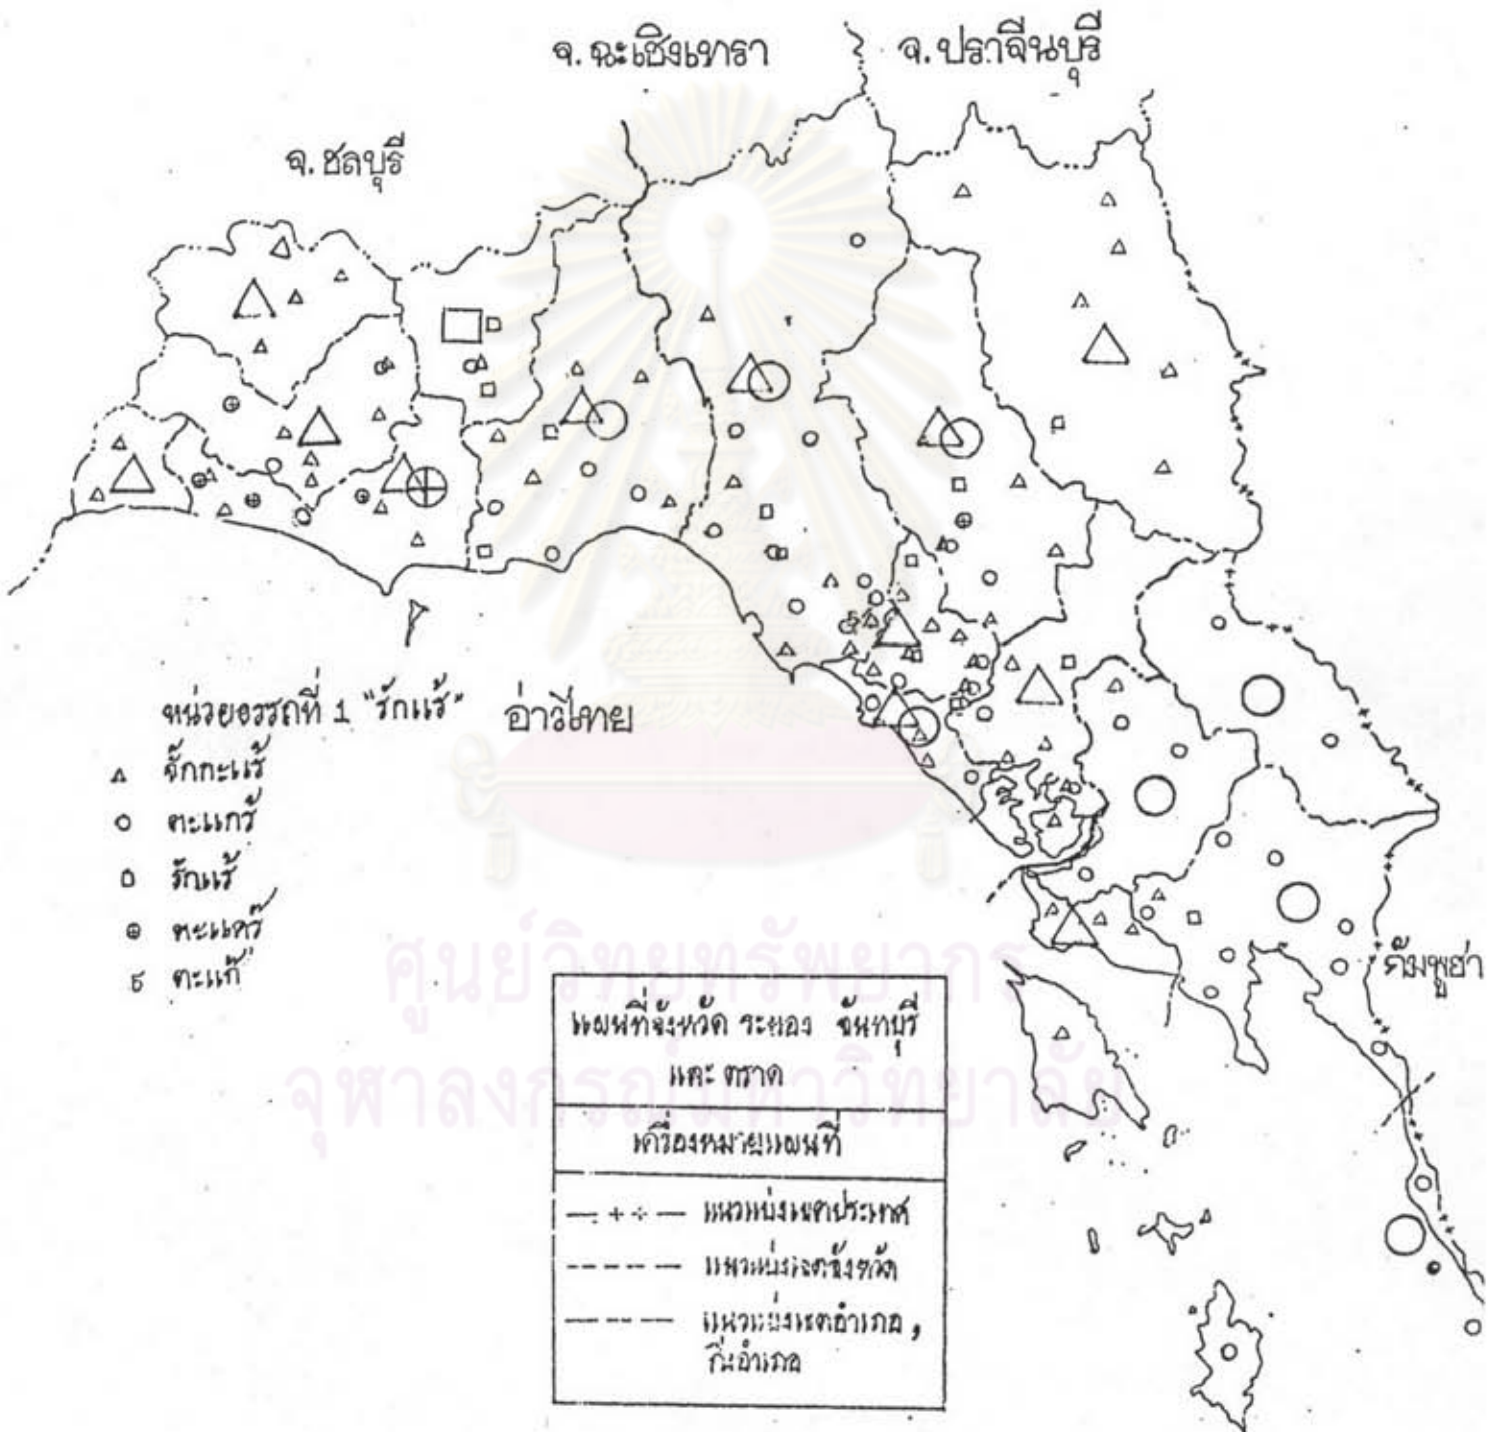 จ.ฉะเชิงเทรา
จ.ปราจีนบุรี
จ.ชลบุรี
หน่วยอรรถที่ 1 "รักแร้"
อ่าวไทย
จั๊กกะแร้
ตะแกร้
รักแร้
ตะแคร้
ตะแก้
กัมพูชา
ศูนย์วิทยทรัพยากร
จุฬาลงกรณ์มหาวิทยาลัย
แผนที่จังหวัด ระยอง จันทบุรี
และ ตราด
เครื่องหมายแผนที่
แนวแบ่งเขตประเทศ
แนวแบ่งเขตจังหวัด
แนวแบ่งเขตอำเภอ,
กิ่งอำเภอ